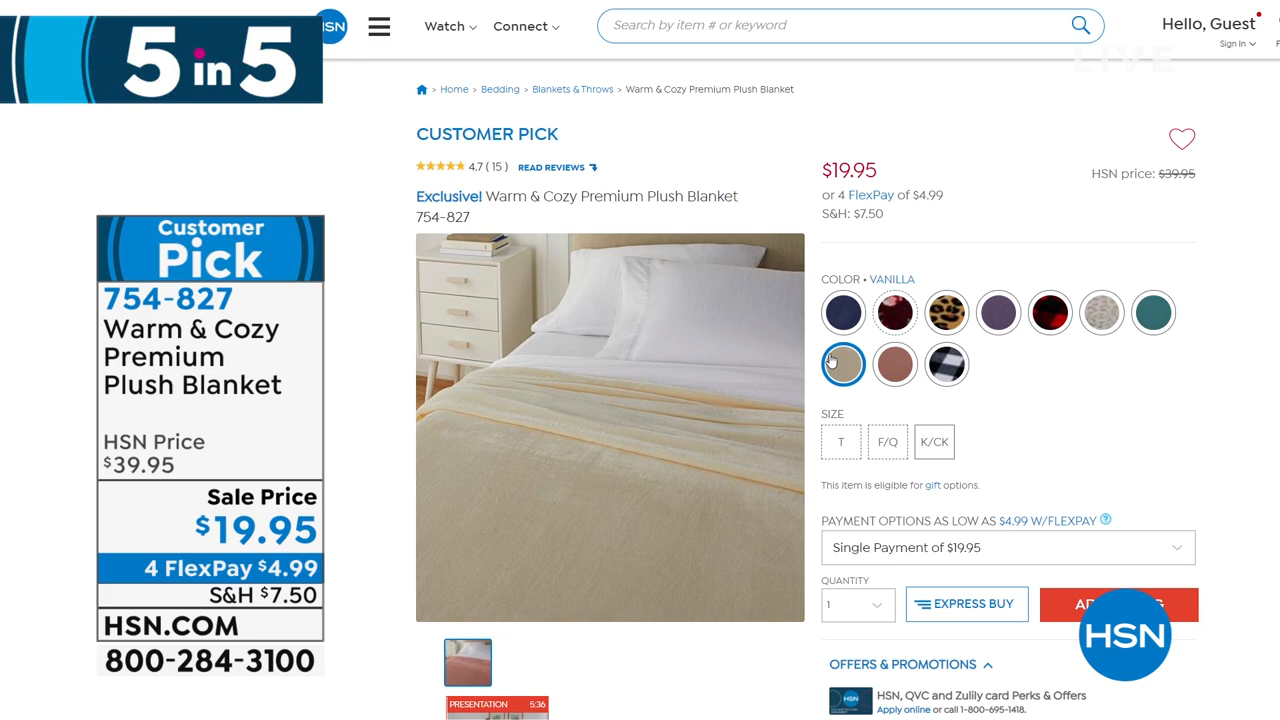 5 in 5
HSN
Watch
Connect
Search by item # or keyword
Hello, Guest
Sign In
LIVE
Home > Bedding > Blankets & Throws > Warm & Cozy Premium Plush Blanket
CUSTOMER PICK
4.7 ( 15 ) READ REVIEWS
Exclusive! Warm & Cozy Premium Plush Blanket
754-827
$19.95
HSN price: $39.95
or 4 FlexPay of $4.99
S&H: $7.50
COLOR • VANILLA
SIZE
T F/Q K/CK
This item is eligible for gift options.
PAYMENT OPTIONS AS LOW AS $4.99 W/FLEXPAY ?
Single Payment of $19.95
QUANTITY
1
EXPRESS BUY
HSN
OFFERS & PROMOTIONS
HSN, QVC and Zulily card Perks & Offers
Apply online or call 1-800-695-1418.
PRESENTATION 5:36
Customer
Pick
754-827
Warm & Cozy
Premium
Plush Blanket
HSN Price
$39.95
Sale Price
$19.95
4 FlexPay $4.99
S&H $7.50
HSN.COM
800-284-3100